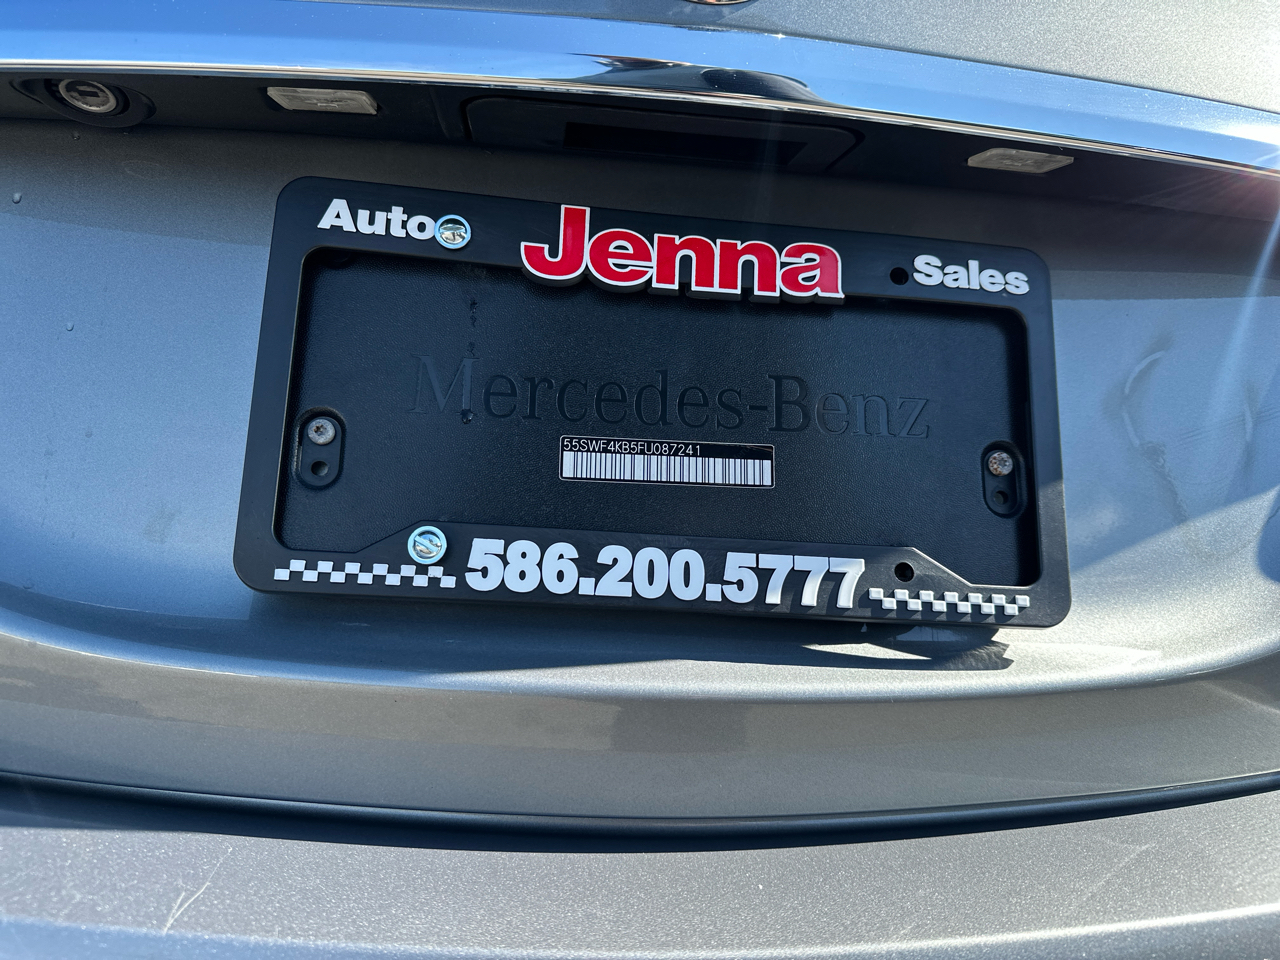 Auto Jenna Sales
Mercedes-Benz
55SWF4KB5FU087241
586.200.5777